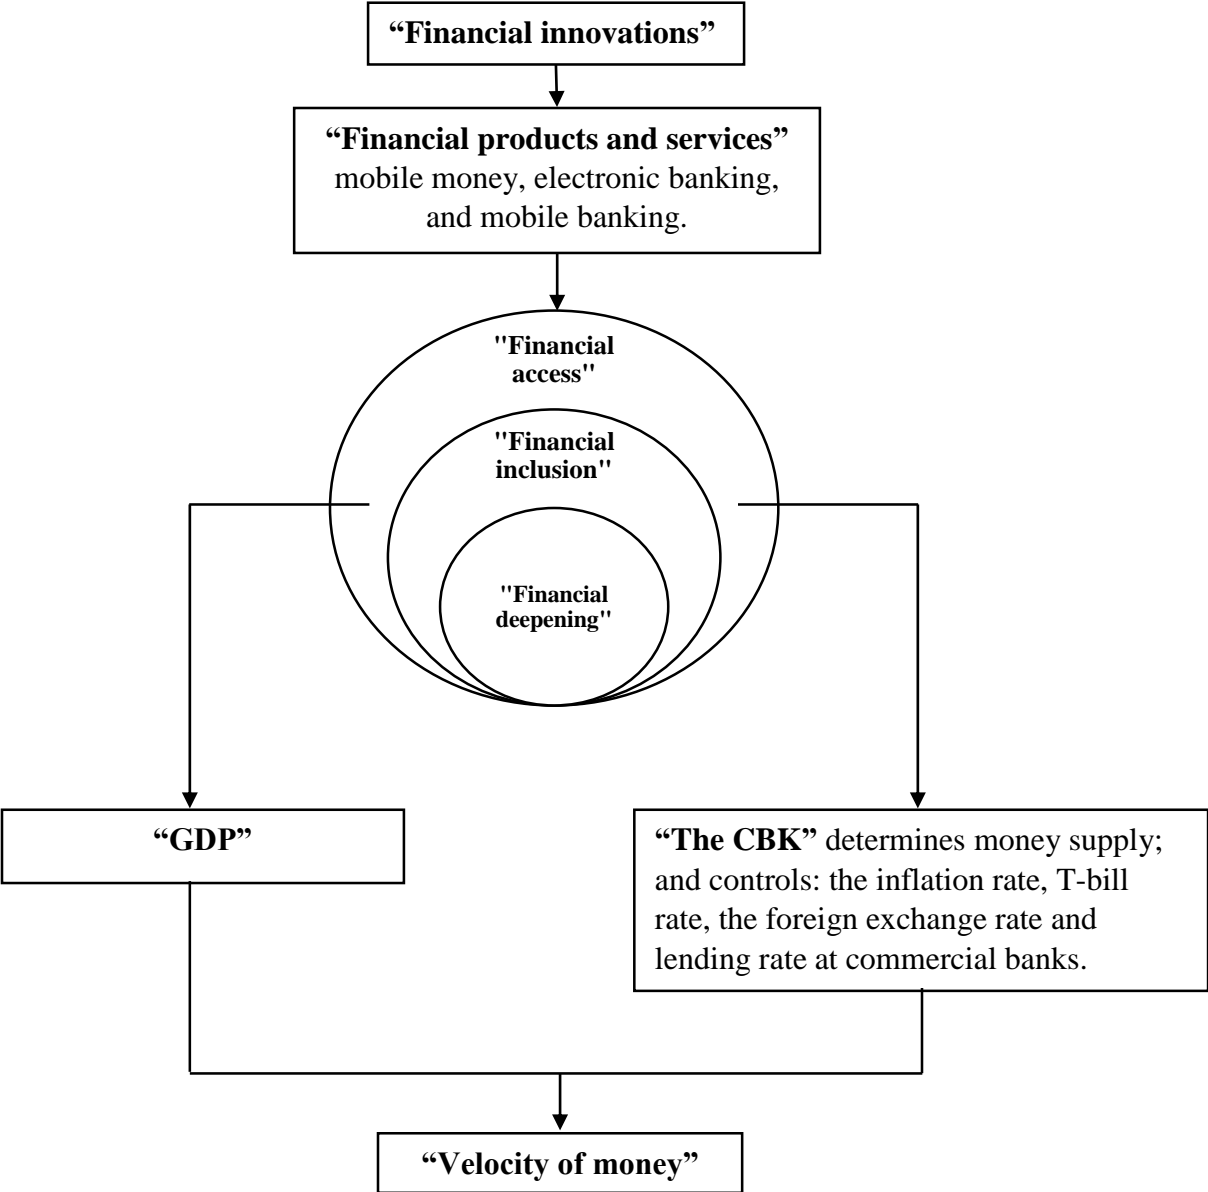 “Financial innovations”
“Financial products and services”
mobile money, electronic banking,
and mobile banking.
"Financial
access"
"Financial
inclusion"
"Financial
deepening"
“GDP”
“The CBK” determines money supply;
and controls: the inflation rate, T-bill
rate, the foreign exchange rate and
lending rate at commercial banks.
“Velocity of money”